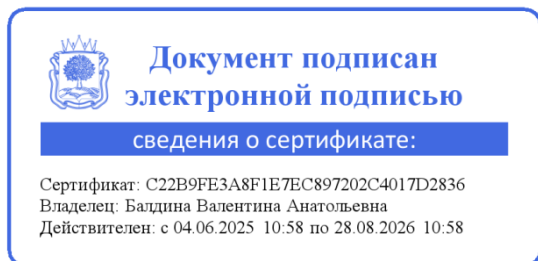 Документ подписан
электронной подписью
сведения о сертификате:
Сертификат: C22B9FE3A8F1E7EC897202C4017D2836
Владелец: Балдина Валентина Анатольевна
Действителен: с 04.06.2025 10:58 по 28.08.2026 10:58